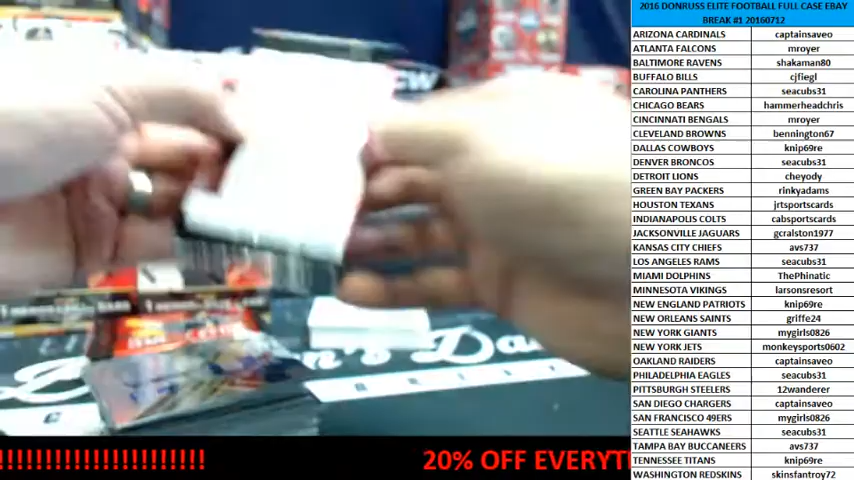 2016 DONRUSS ELITE FOOTBALL FULL CASE EBAY
BREAK #1 20160712
ARIZONA CARDINALS captainsaveo
ATLANTA FALCONS mroyer
BALTIMORE RAVENS shakaman80
BUFFALO BILLS cjfiegl
CAROLINA PANTHERS seacubs31
CHICAGO BEARS hammerheadchris
CINCINNATI BENGALS mroyer
CLEVELAND BROWNS bennington67
DALLAS COWBOYS knip69re
DENVER BRONCOS seacubs31
DETROIT LIONS cheyody
GREEN BAY PACKERS rinkyadams
HOUSTON TEXANS jrtsportscards
INDIANAPOLIS COLTS cabsportscards
JACKSONVILLE JAGUARS gcralston1977
KANSAS CITY CHIEFS avs737
LOS ANGELES RAMS seacubs31
MIAMI DOLPHINS ThePhinatic
MINNESOTA VIKINGS larsonsresort
NEW ENGLAND PATRIOTS knip69re
NEW ORLEANS SAINTS griffe24
NEW YORK GIANTS mygirls0826
NEW YORK JETS monkeysports0602
OAKLAND RAIDERS captainsaveo
PHILADELPHIA EAGLES seacubs31
PITTSBURGH STEELERS 12wanderer
SAN DIEGO CHARGERS captainsaveo
SAN FRANCISCO 49ERS mygirls0826
SEATTLE SEAHAWKS seacubs31
TAMPA BAY BUCCANEERS avs737
TENNESSEE TITANS knip69re
WASHINGTON REDSKINS skinsfantroy72
!!!!!!!!!!!!!!!!!!!!!! 20% OFF EVERYT